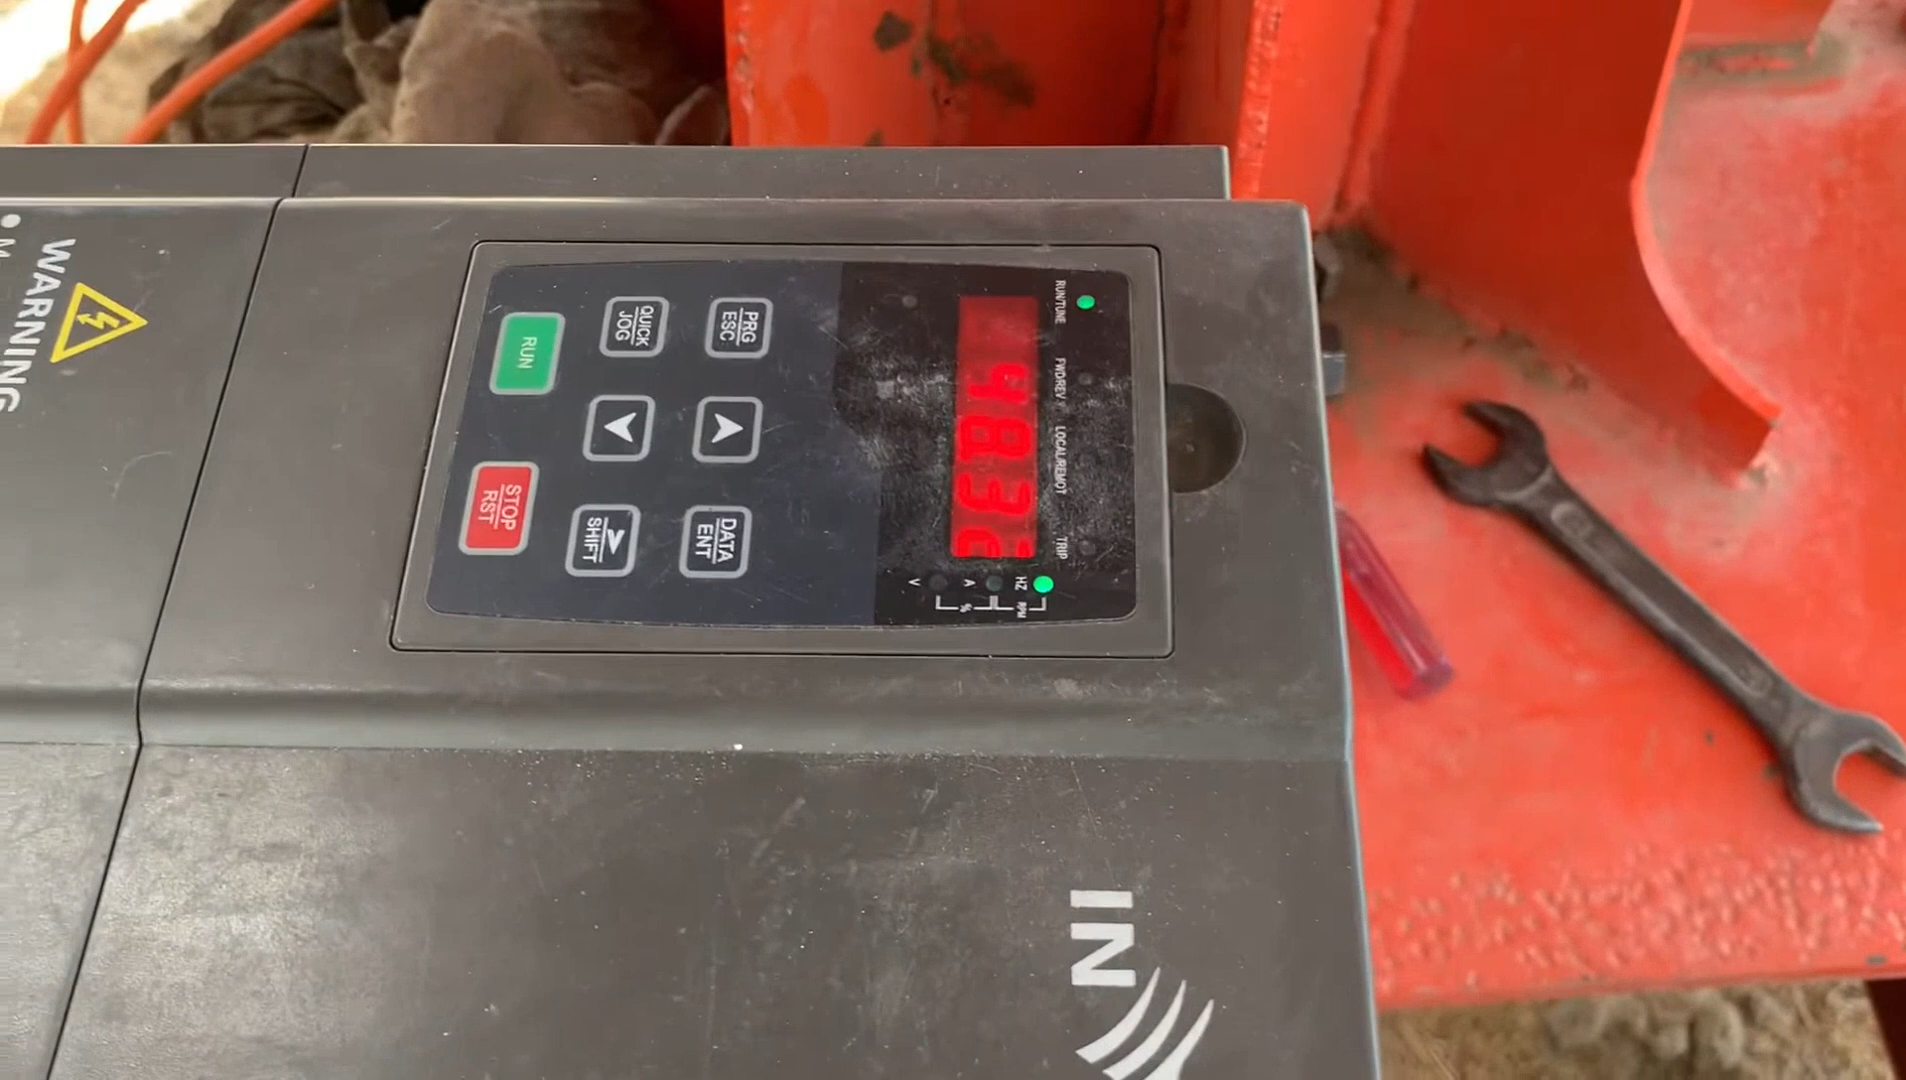 WARNING
RUN/TUNE
FWD/REV
LOCAL/REMOT
TRIP
HZ
A
V
RPM
%
PRG
ESC
DATA
ENT
QUICK
JOG
SHIFT
RUN
STOP
RST
IN